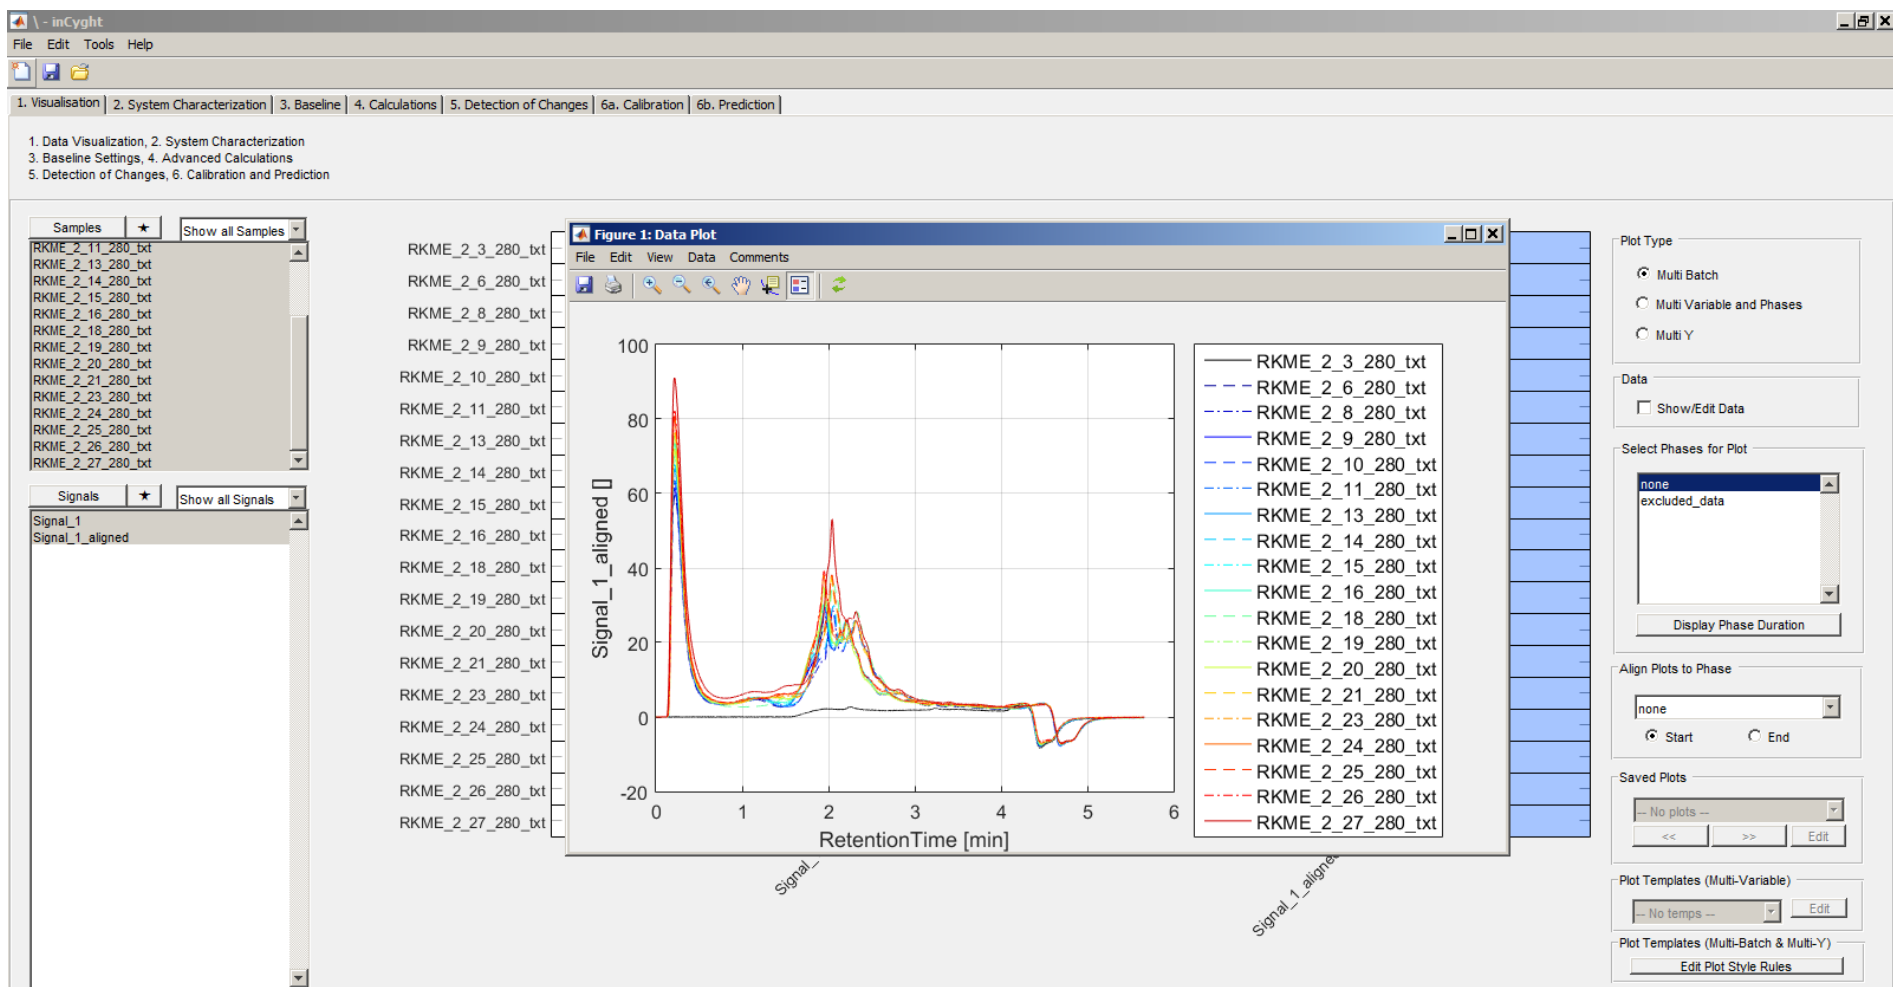 \ - inCyght
File Edit Tools Help
1. Visualisation 2. System Characterization 3. Baseline 4. Calculations 5. Detection of Changes 6a. Calibration 6b. Prediction
1. Data Visualization, 2. System Characterization
3. Baseline Settings, 4. Advanced Calculations
5. Detection of Changes, 6. Calibration and Prediction
Samples ★ Show all Samples
RKME_2_11_280_txt
RKME_2_13_280_txt
RKME_2_14_280_txt
RKME_2_15_280_txt
RKME_2_16_280_txt
RKME_2_18_280_txt
RKME_2_19_280_txt
RKME_2_20_280_txt
RKME_2_21_280_txt
RKME_2_23_280_txt
RKME_2_24_280_txt
RKME_2_25_280_txt
RKME_2_26_280_txt
RKME_2_27_280_txt
Signals ★ Show all Signals
Signal_1
Signal_1_aligned
RKME_2_3_280_txt
RKME_2_6_280_txt
RKME_2_8_280_txt
RKME_2_9_280_txt
RKME_2_10_280_txt
RKME_2_11_280_txt
RKME_2_13_280_txt
RKME_2_14_280_txt
RKME_2_15_280_txt
RKME_2_16_280_txt
RKME_2_18_280_txt
RKME_2_19_280_txt
RKME_2_20_280_txt
RKME_2_21_280_txt
RKME_2_23_280_txt
RKME_2_24_280_txt
RKME_2_25_280_txt
RKME_2_26_280_txt
RKME_2_27_280_txt
Signal_
Signal_1_aligned
Figure 1: Data Plot
File Edit View Data Comments
Signal_1_aligned []
100
80
60
40
20
0
-20
0 1 2 3 4 5 6
RetentionTime [min]
RKME_2_3_280_txt
RKME_2_6_280_txt
RKME_2_8_280_txt
RKME_2_9_280_txt
RKME_2_10_280_txt
RKME_2_11_280_txt
RKME_2_13_280_txt
RKME_2_14_280_txt
RKME_2_15_280_txt
RKME_2_16_280_txt
RKME_2_18_280_txt
RKME_2_19_280_txt
RKME_2_20_280_txt
RKME_2_21_280_txt
RKME_2_23_280_txt
RKME_2_24_280_txt
RKME_2_25_280_txt
RKME_2_26_280_txt
RKME_2_27_280_txt
Plot Type
Multi Batch
Multi Variable and Phases
Multi Y
Data
Show/Edit Data
Select Phases for Plot
none
excluded_data
Display Phase Duration
Align Plots to Phase
none
Start End
Saved Plots
-- No plots --
<< >> Edit
Plot Templates (Multi-Variable)
-- No temps -- Edit
Plot Templates (Multi-Batch & Multi-Y)
Edit Plot Style Rules